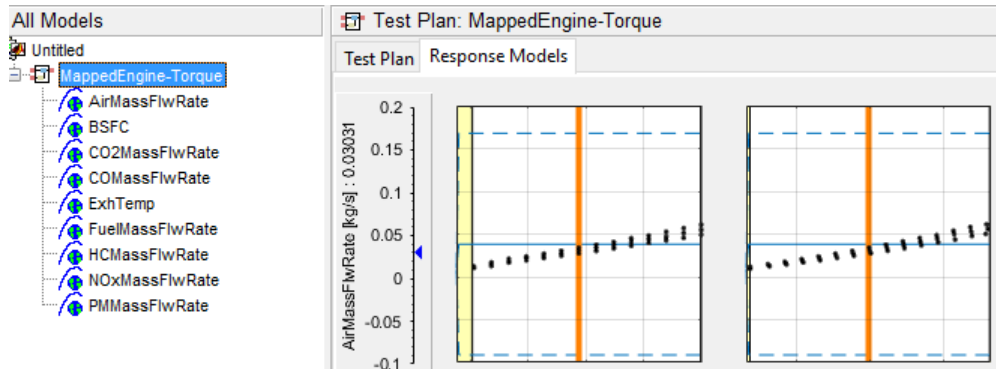 All Models
Untitled
MappedEngine-Torque
AirMassFlwRate
BSFC
CO2MassFlwRate
COMassFlwRate
ExhTemp
FuelMassFlwRate
HCMassFlwRate
NOxMassFlwRate
PMMassFlwRate
Test Plan: MappedEngine-Torque
Test Plan
Response Models
AirMassFlwRate [kg/s] : 0.03031
0.2
0.15
0.1
0.05
0
-0.05
-0.1